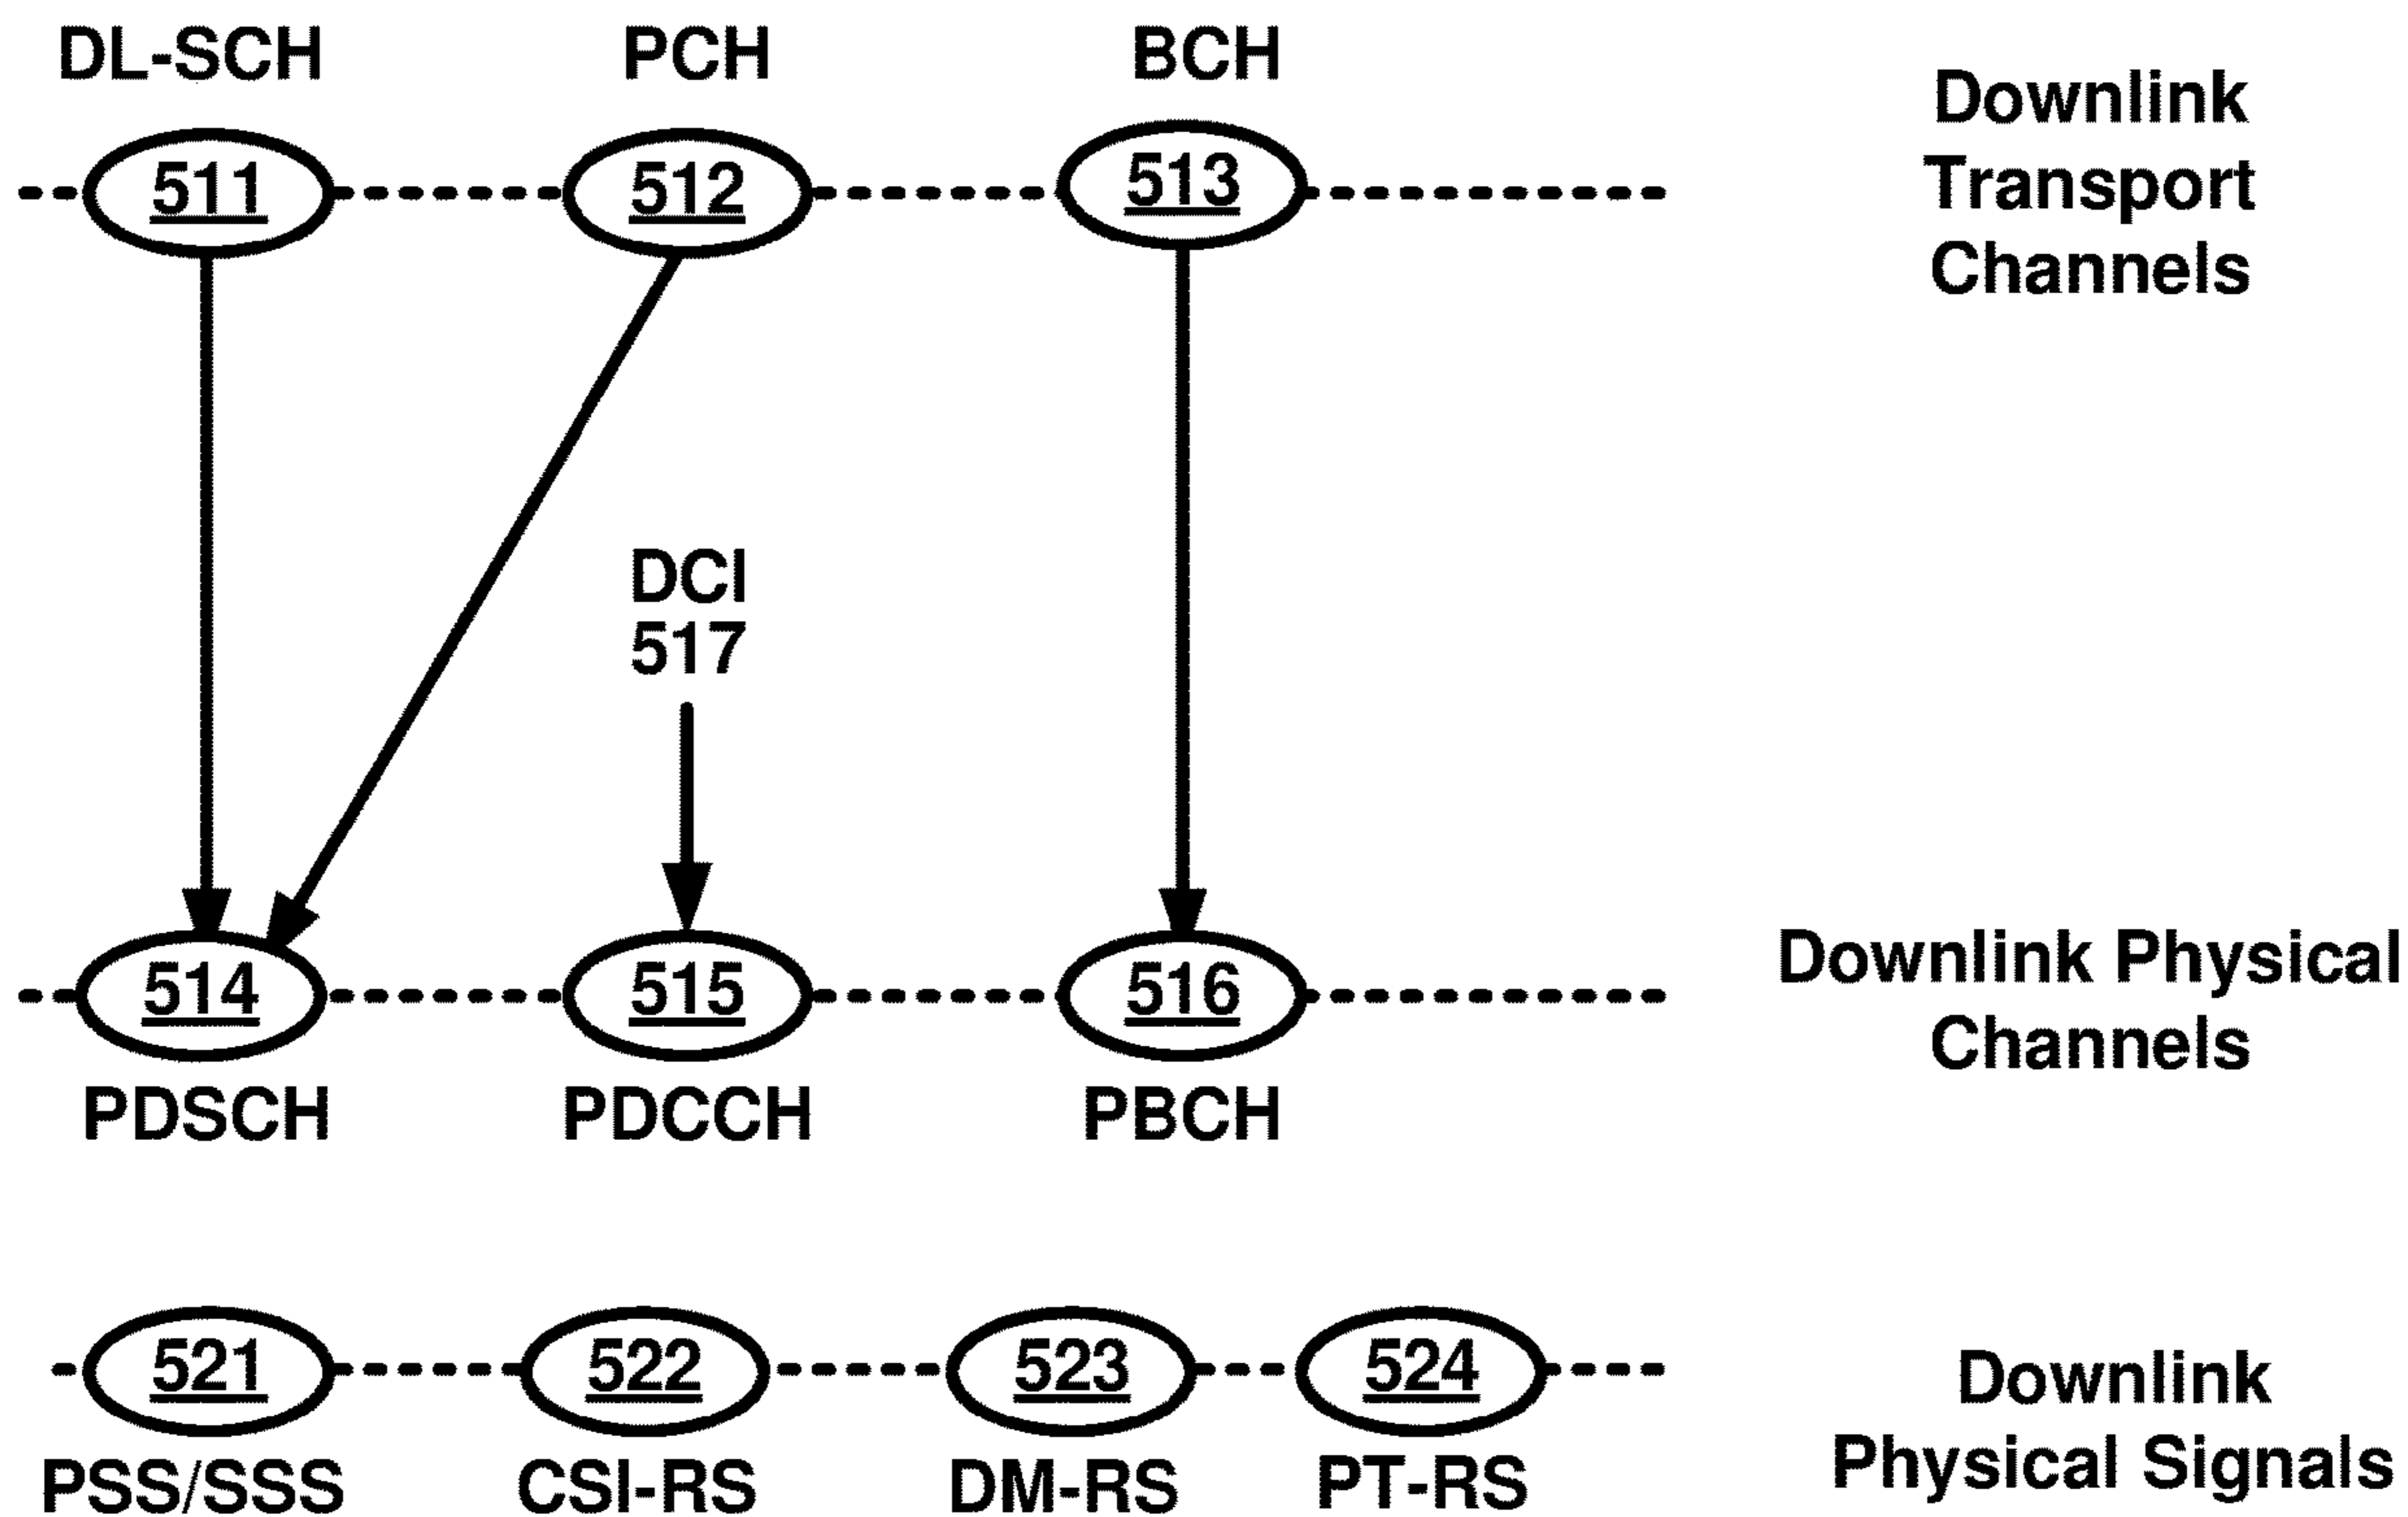 DL-SCH
PCH
BCH
511
512
513
Downlink
Transport
Channels
DCI
517
514
515
516
Downlink Physical
Channels
PDSCH
PDCCH
PBCH
521
522
523
524
PSS/SSS
CSI-RS
DM-RS
PT-RS
Downlink
Physical Signals